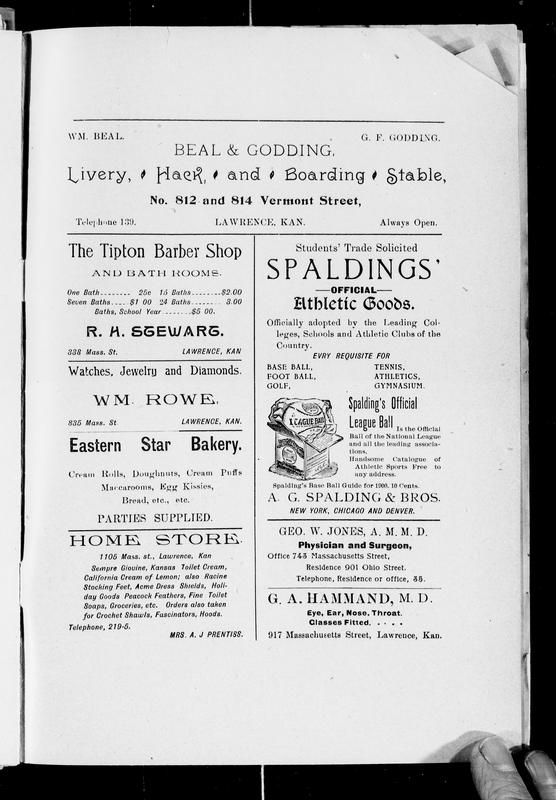 WM. BEAL.
G. F. GODDING.
BEAL & GODDING,
Livery, Hack, and Boarding Stable,
No. 812 and 814 Vermont Street,
Telephone 139.
LAWRENCE, KAN.
Always Open.
The Tipton Barber Shop
AND BATH ROOMS.
One Bath........ 25c 15 Baths........$2.00
Seven Baths.... $1 00 24 Baths........ 3.00
Baths, School Year .......$5 00.
R. H. STEWART.
338 Mass. St. LAWRENCE, KAN
Watches, Jewelry and Diamonds.
WM. ROWE,
835 Mass. St LAWRENCE, KAN.
Eastern Star Bakery.
Cream Rolls, Doughnuts, Cream Puffs
Maccarooms, Egg Kissies,
Bread, etc., etc.
PARTIES SUPPLIED.
HOME STORE.
1105 Mass. st., Lawrence, Kan
Sempre Giovine, Kansas Toilet Cream,
California Cream of Lemon; also Racine
Stocking Feet, Acme Dress Shields, Holi-
day Goods Peacock Feathers, Fine Toilet
Soaps, Groceries, etc. Orders also taken
for Crochet Shawls, Fascinators, Hoods.
Telephone, 219-5.
MRS. A. J PRENTISS.
Students' Trade Solicited
SPALDINGS'
—OFFICIAL—
Athletic Goods.
Officially adopted by the Leading Col-
leges, Schools and Athletic Clubs of the
Country.
EVRY REQUISITE FOR
BASE BALL, TENNIS,
FOOT BALL, ATHLETICS,
GOLF, GYMNASIUM.
LEAGUE BALL
Spalding's Official
League Ball Is the Official
Ball of the National League
and all the leading associa-
tions.
Handsome Catalogue of
Athletic Sports Free to
any address.
Spalding's Base Ball Guide for 1900, 10 Cents.
A. G. SPALDING & BROS.
NEW YORK, CHICAGO AND DENVER.
GEO. W. JONES, A. M. M. D.
Physician and Surgeon,
Office 743 Massachusetts Street,
Residence 901 Ohio Street.
Telephone, Residence or office, 35.
G. A. HAMMAND, M. D.
Eye, Ear, Nose, Throat.
Glasses Fitted. . . . .
917 Massachusetts Street, Lawrence, Kan.